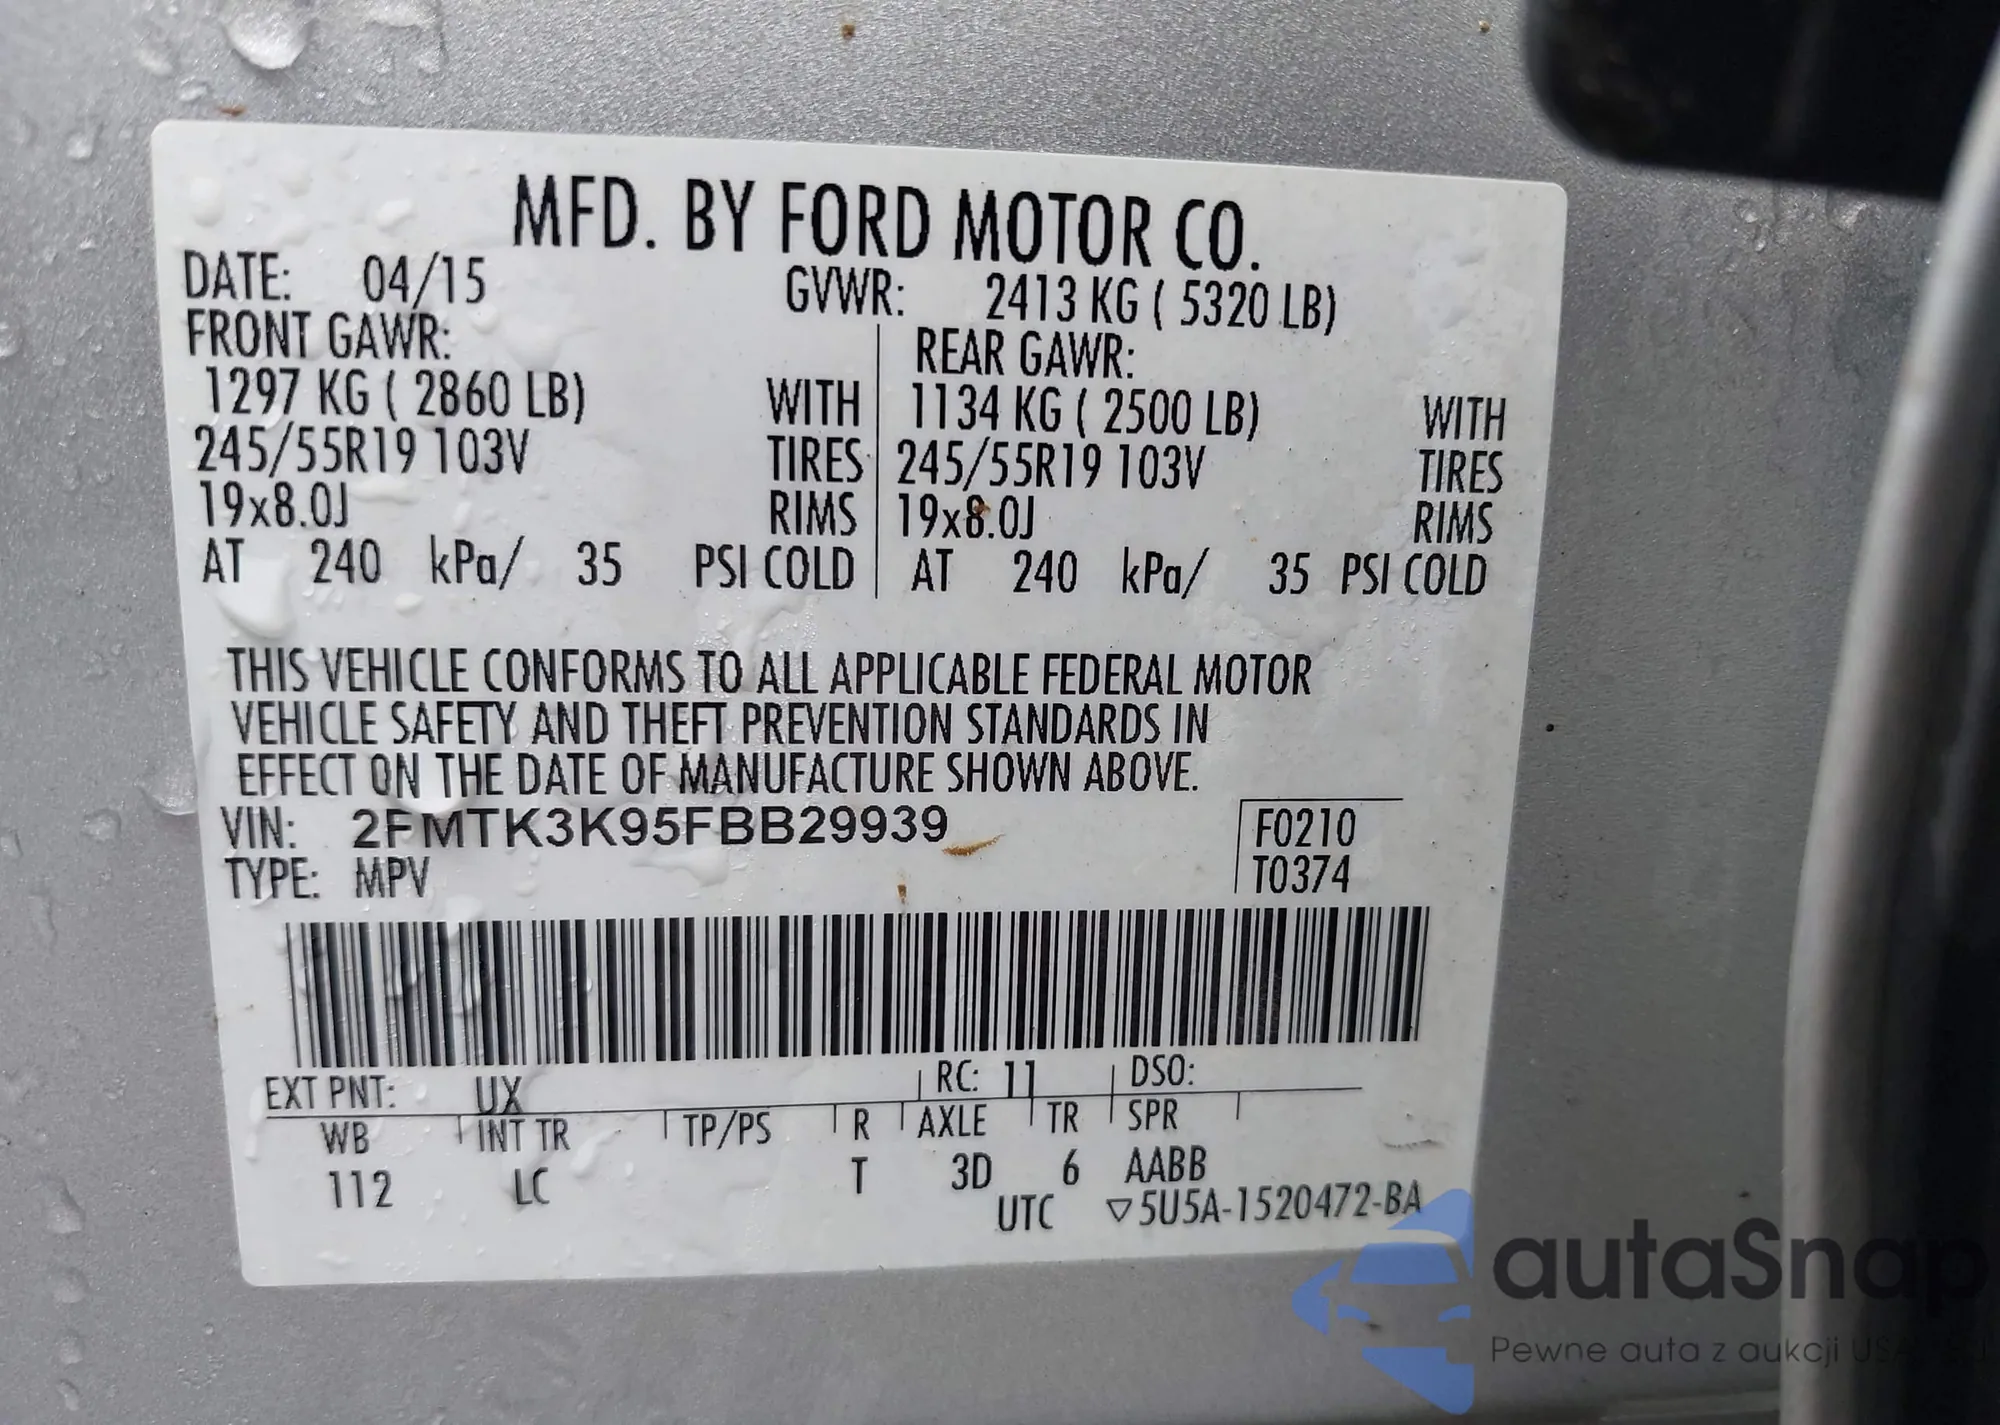 MFD. BY FORD MOTOR CO.
DATE: 04/15 GVWR: 2413 KG ( 5320 LB)
FRONT GAWR: REAR GAWR:
1297 KG ( 2860 LB) WITH 1134 KG ( 2500 LB) WITH
245/55R19 103V TIRES 245/55R19 103V TIRES
19x8.0J RIMS 19x8.0J RIMS
AT 240 kPa/ 35 PSI COLD AT 240 kPa/ 35 PSI COLD
THIS VEHICLE CONFORMS TO ALL APPLICABLE FEDERAL MOTOR
VEHICLE SAFETY AND THEFT PREVENTION STANDARDS IN
EFFECT ON THE DATE OF MANUFACTURE SHOWN ABOVE.
VIN: 2FMTK3K95FBB29939 F0210
TYPE: MPV T0374
EXT PNT: UX RC: 11 DSO:
WB INT TR TP/PS R AXLE TR SPR
112 LC T 3D 6 AABB
UTC ▽5U5A-1520472-BA
autaSnap
Pewne auta z aukcji USA